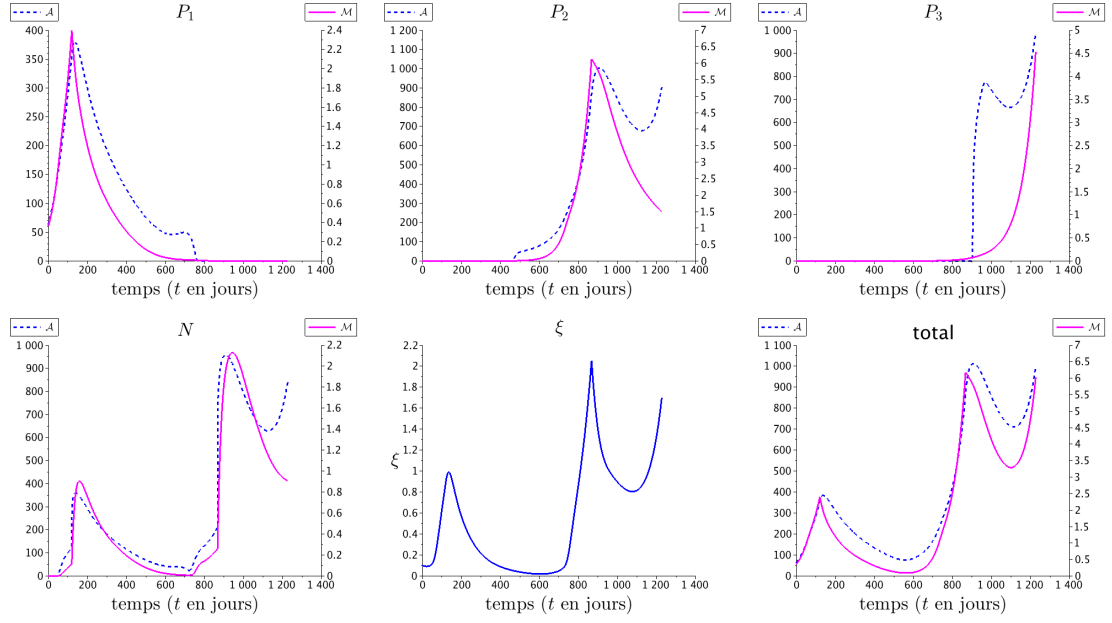 𝒜 P₁ ℳ
400 350 300 250 200 150 100 50 0
2.4 2.2 2 1.8 1.6 1.4 1.2 1 0.8 0.6 0.4 0.2 0
0 200 400 600 800 1 000 1 200 1 400
temps (t en jours)
𝒜 P₂ ℳ
1 200 1 100 1 000 900 800 700 600 500 400 300 200 100 0
7 6.5 6 5.5 5 4.5 4 3.5 3 2.5 2 1.5 1 0.5 0
0 200 400 600 800 1 000 1 200 1 400
temps (t en jours)
𝒜 P₃ ℳ
1 000 900 800 700 600 500 400 300 200 100 0
5 4.5 4 3.5 3 2.5 2 1.5 1 0.5 0
0 200 400 600 800 1 000 1 200 1 400
temps (t en jours)
𝒜 N ℳ
1 000 900 800 700 600 500 400 300 200 100 0
2.2 2 1.8 1.6 1.4 1.2 1 0.8 0.6 0.4 0.2 0
0 200 400 600 800 1 000 1 200 1 400
temps (t en jours)
ξ
2.2 2 1.8 1.6 1.4 1.2 1 0.8 0.6 0.4 0.2 0
ξ
0 200 400 600 800 1 000 1 200 1 400
temps (t en jours)
𝒜 total ℳ
1 100 1 000 900 800 700 600 500 400 300 200 100 0
7 6.5 6 5.5 5 4.5 4 3.5 3 2.5 2 1.5 1 0.5 0
0 200 400 600 800 1 000 1 200 1 400
temps (t en jours)